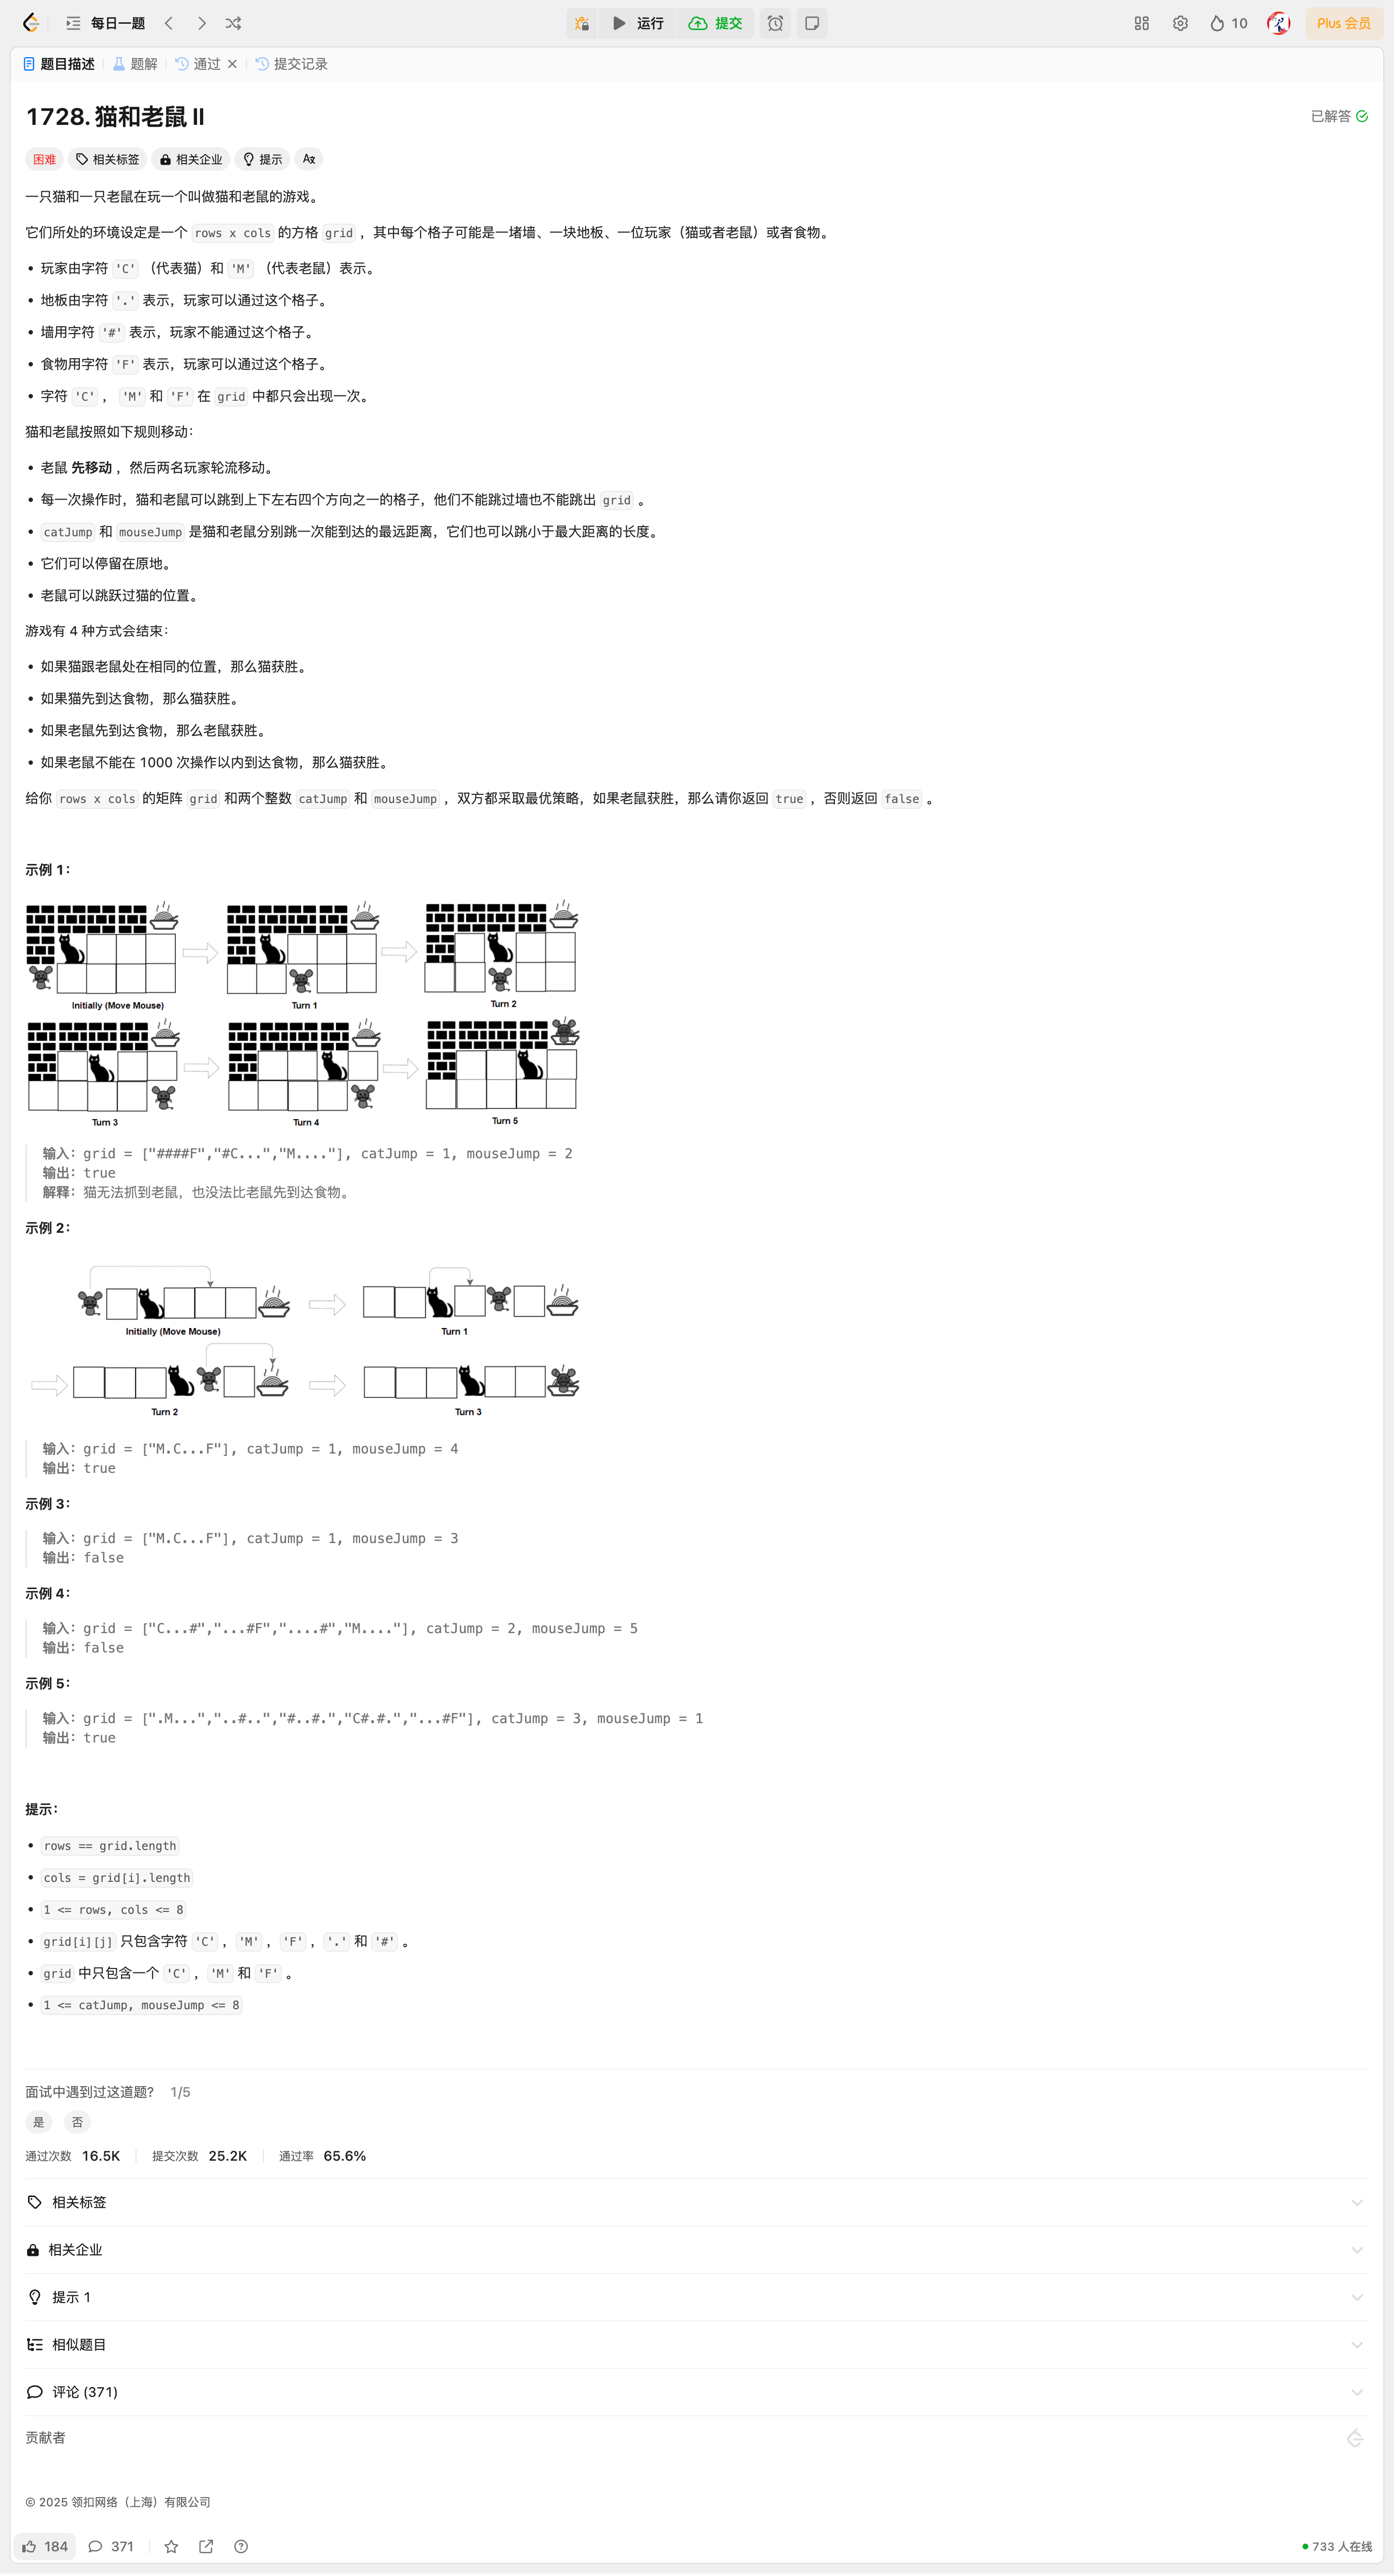 每日一题
运行
提交
10
Plus 会员
题目描述
题解
通过
提交记录
1728. 猫和老鼠 II
已解答
困难
相关标签
相关企业
提示
一只猫和一只老鼠在玩一个叫做猫和老鼠的游戏。
它们所处的环境设定是一个 rows x cols 的方格 grid ，其中每个格子可能是一堵墙、一块地板、一位玩家（猫或者老鼠）或者食物。
• 玩家由字符 'C' （代表猫）和 'M' （代表老鼠）表示。
• 地板由字符 '.' 表示，玩家可以通过这个格子。
• 墙用字符 '#' 表示，玩家不能通过这个格子。
• 食物用字符 'F' 表示，玩家可以通过这个格子。
• 字符 'C' ， 'M' 和 'F' 在 grid 中都只会出现一次。
猫和老鼠按照如下规则移动：
• 老鼠 先移动 ，然后两名玩家轮流移动。
• 每一次操作时，猫和老鼠可以跳到上下左右四个方向之一的格子，他们不能跳过墙也不能跳出 grid 。
• catJump 和 mouseJump 是猫和老鼠分别跳一次能到达的最远距离，它们也可以跳小于最大距离的长度。
• 它们可以停留在原地。
• 老鼠可以跳跃过猫的位置。
游戏有 4 种方式会结束：
• 如果猫跟老鼠处在相同的位置，那么猫获胜。
• 如果猫先到达食物，那么猫获胜。
• 如果老鼠先到达食物，那么老鼠获胜。
• 如果老鼠不能在 1000 次操作以内到达食物，那么猫获胜。
给你 rows x cols 的矩阵 grid 和两个整数 catJump 和 mouseJump ，双方都采取最优策略，如果老鼠获胜，那么请你返回 true ，否则返回 false 。
示例 1：
Initially (Move Mouse)
Turn 1
Turn 2
Turn 3
Turn 4
Turn 5
输入：grid = ["####F","#C...","M...."], catJump = 1, mouseJump = 2
输出：true
解释：猫无法抓到老鼠，也没法比老鼠先到达食物。
示例 2：
Initially (Move Mouse)
Turn 1
Turn 2
Turn 3
输入：grid = ["M.C...F"], catJump = 1, mouseJump = 4
输出：true
示例 3：
输入：grid = ["M.C...F"], catJump = 1, mouseJump = 3
输出：false
示例 4：
输入：grid = ["C...#","...#F","....#","M...."], catJump = 2, mouseJump = 5
输出：false
示例 5：
输入：grid = [".M...","..#..","#..#.","C#.#.","...#F"], catJump = 3, mouseJump = 1
输出：true
提示：
• rows == grid.length
• cols = grid[i].length
• 1 <= rows, cols <= 8
• grid[i][j] 只包含字符 'C' ， 'M' ， 'F' ， '.' 和 '#' 。
• grid 中只包含一个 'C' ， 'M' 和 'F' 。
• 1 <= catJump, mouseJump <= 8
面试中遇到过这道题? 1/5
是
否
通过次数 16.5K 提交次数 25.2K 通过率 65.6%
相关标签
相关企业
提示 1
相似题目
评论 (371)
贡献者
© 2025 领扣网络（上海）有限公司
184
371
733 人在线